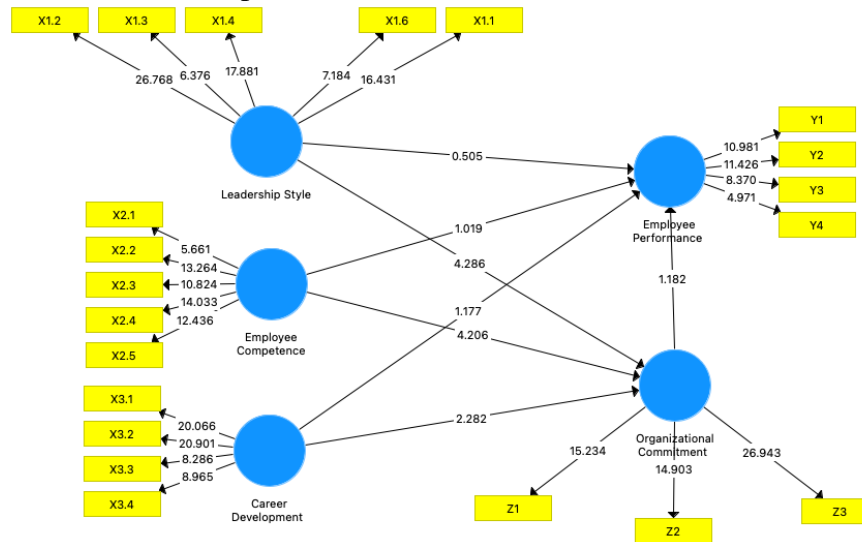 X1.2
X1.3
X1.4
X1.6
X1.1
26.768
6.376
17.881
7.184
16.431
Leadership Style
0.505
Y1
Y2
Y3
Y4
10.981
11.426
8.370
4.971
Employee
Performance
X2.1
X2.2
X2.3
X2.4
X2.5
5.661
13.264
10.824
14.033
12.436
Employee
Competence
1.019
4.286
1.177
4.206
1.182
X3.1
X3.2
X3.3
X3.4
20.066
20.901
8.286
8.965
Career
Development
2.282
Organizational
Commitment
15.234
14.903
26.943
Z1
Z2
Z3